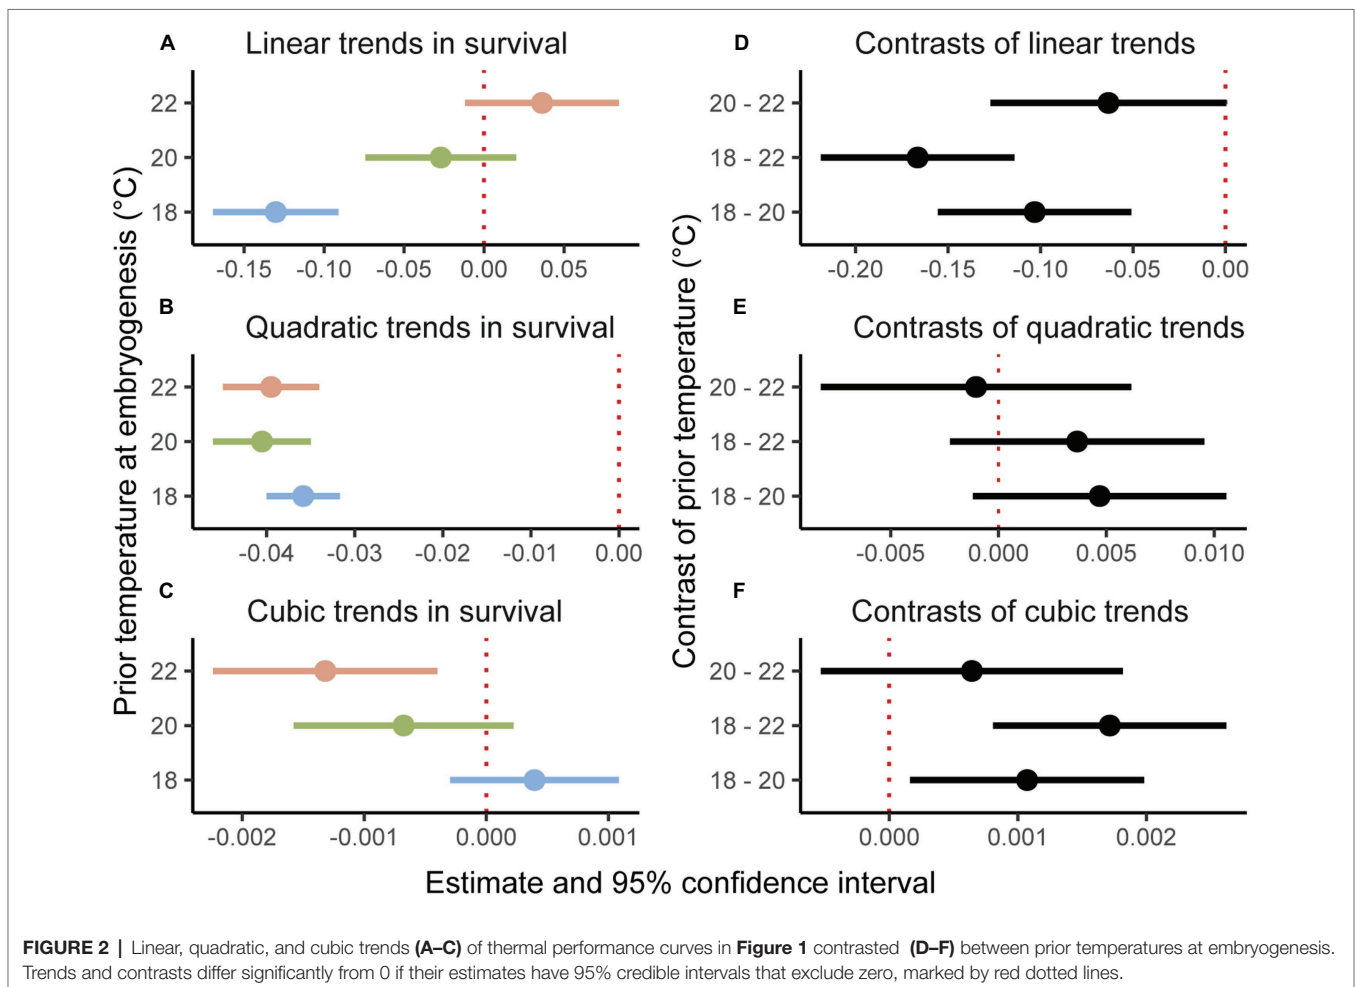 A Linear trends in survival
22
20
18
-0.15 -0.10 -0.05 0.00 0.05
B Quadratic trends in survival
22
20
18
-0.04 -0.03 -0.02 -0.01 0.00
C Cubic trends in survival
22
20
18
-0.002 -0.001 0.000 0.001
Prior temperature at embryogenesis (°C)
D Contrasts of linear trends
20 - 22
18 - 22
18 - 20
-0.20 -0.15 -0.10 -0.05 0.00
E Contrasts of quadratic trends
20 - 22
18 - 22
18 - 20
-0.005 0.000 0.005 0.010
F Contrasts of cubic trends
20 - 22
18 - 22
18 - 20
0.000 0.001 0.002
Contrast of prior temperature (°C)
Estimate and 95% confidence interval
FIGURE 2 | Linear, quadratic, and cubic trends (A–C) of thermal performance curves in Figure 1 contrasted (D–F) between prior temperatures at embryogenesis.
Trends and contrasts differ significantly from 0 if their estimates have 95% credible intervals that exclude zero, marked by red dotted lines.